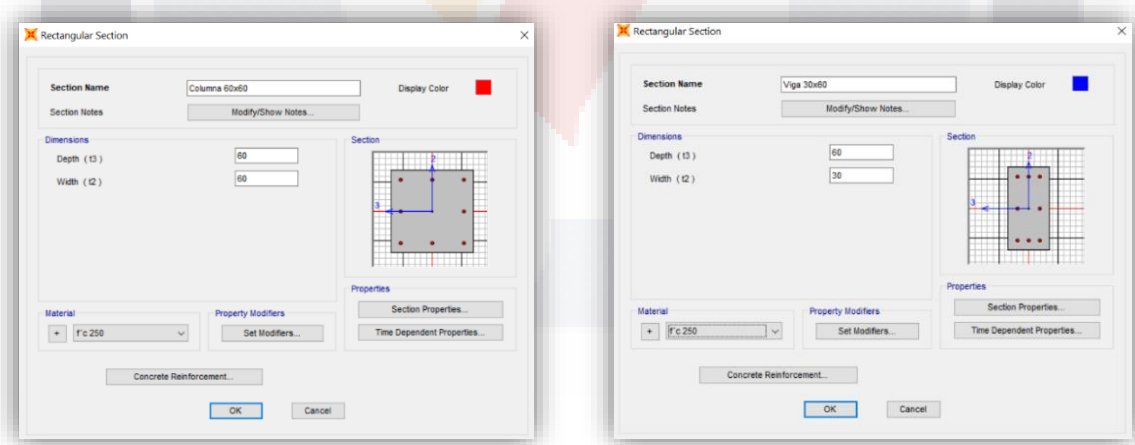 Rectangular Section
Section Name
Columna 60x60
Display Color
Section Notes
Modify/Show Notes...
Dimensions
Depth ( t3 )
60
Width ( t2 )
60
Section
2
3
Properties
Section Properties...
Time Dependent Properties...
Material
+
f'c 250
Property Modifiers
Set Modifiers...
Concrete Reinforcement...
OK
Cancel
Rectangular Section
Section Name
Viga 30x60
Display Color
Section Notes
Modify/Show Notes...
Dimensions
Depth ( t3 )
60
Width ( t2 )
30
Section
2
3
Properties
Section Properties...
Time Dependent Properties...
Material
+
f'c 250
Property Modifiers
Set Modifiers...
Concrete Reinforcement...
OK
Cancel